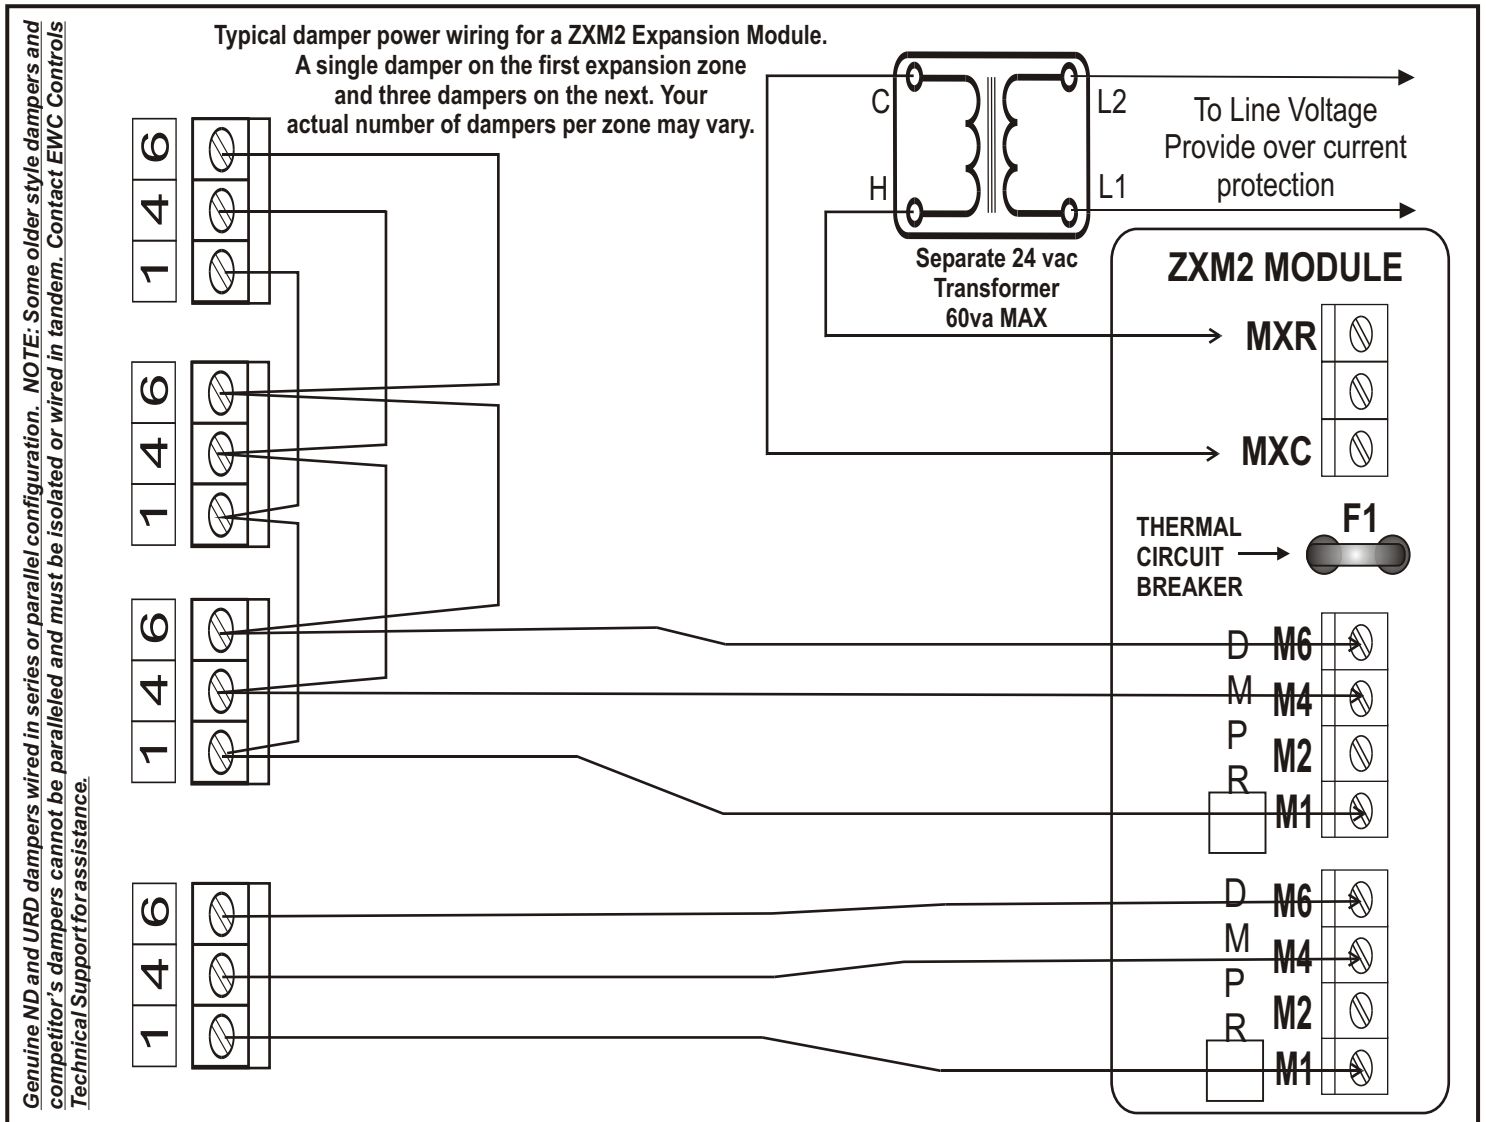 Genuine ND and URD dampers wired in series or parallel configuration. NOTE: Some older style dampers and
competitor's dampers cannot be paralleled and must be isolated or wired in tandem. Contact EWC Controls
Technical Support for assistance.
Typical damper power wiring for a ZXM2 Expansion Module.
A single damper on the first expansion zone
and three dampers on the next. Your
actual number of dampers per zone may vary.
6
4
1
6
4
1
6
4
1
6
4
1
C
H
L2
L1
To Line Voltage
Provide over current
protection
Separate 24 vac
Transformer
60va MAX
ZXM2 MODULE
MXR
MXC
F1
THERMAL
CIRCUIT
BREAKER
D
M
P
R
M6
M4
M2
M1
D
M
P
R
M6
M4
M2
M1